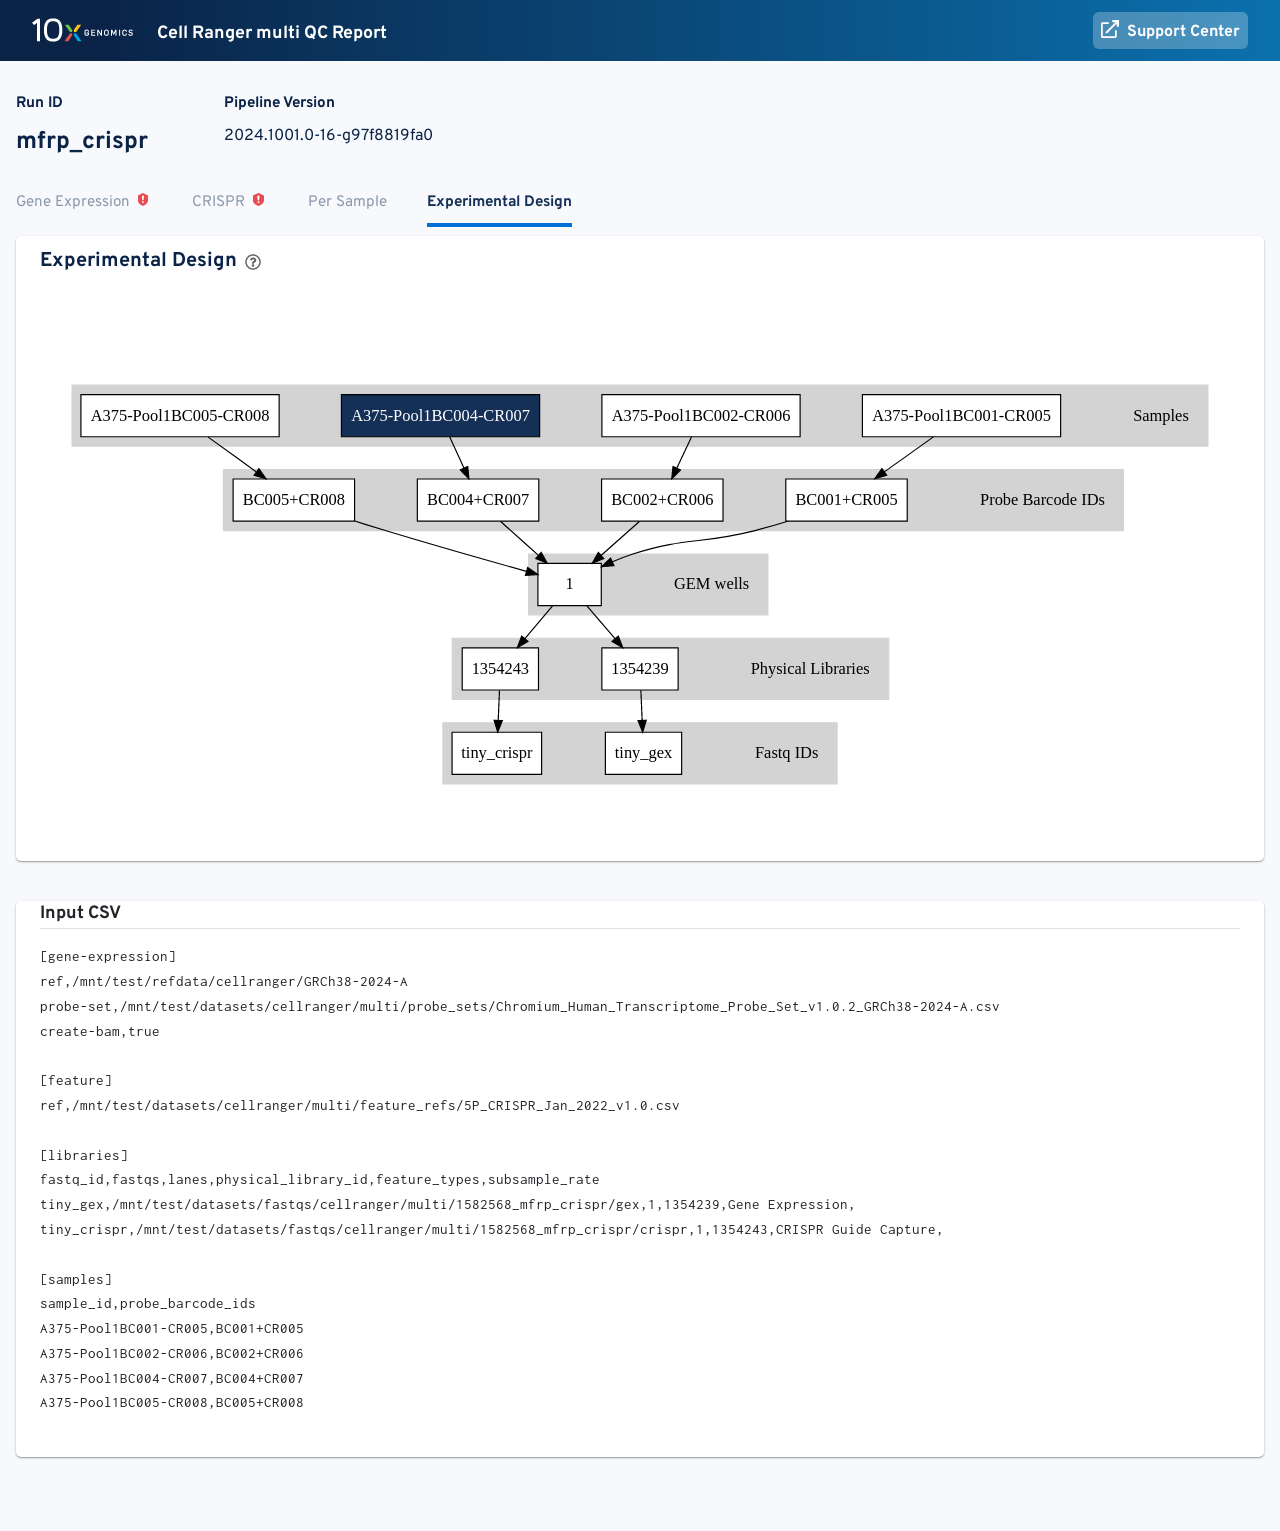 10x GENOMICS Cell Ranger multi QC Report Support Center
Run ID Pipeline Version
mfrp_crispr 2024.1001.0-16-g97f8819fa0
Gene Expression CRISPR Per Sample Experimental Design
Experimental Design
A375-Pool1BC005-CR008 A375-Pool1BC004-CR007 A375-Pool1BC002-CR006 A375-Pool1BC001-CR005 Samples
BC005+CR008 BC004+CR007 BC002+CR006 BC001+CR005 Probe Barcode IDs
1 GEM wells
1354243 1354239 Physical Libraries
tiny_crispr tiny_gex Fastq IDs
Input CSV
[gene-expression]
ref,/mnt/test/refdata/cellranger/GRCh38-2024-A
probe-set,/mnt/test/datasets/cellranger/multi/probe_sets/Chromium_Human_Transcriptome_Probe_Set_v1.0.2_GRCh38-2024-A.csv
create-bam,true
[feature]
ref,/mnt/test/datasets/cellranger/multi/feature_refs/5P_CRISPR_Jan_2022_v1.0.csv
[libraries]
fastq_id,fastqs,lanes,physical_library_id,feature_types,subsample_rate
tiny_gex,/mnt/test/datasets/fastqs/cellranger/multi/1582568_mfrp_crispr/gex,1,1354239,Gene Expression,
tiny_crispr,/mnt/test/datasets/fastqs/cellranger/multi/1582568_mfrp_crispr/crispr,1,1354243,CRISPR Guide Capture,
[samples]
sample_id,probe_barcode_ids
A375-Pool1BC001-CR005,BC001+CR005
A375-Pool1BC002-CR006,BC002+CR006
A375-Pool1BC004-CR007,BC004+CR007
A375-Pool1BC005-CR008,BC005+CR008